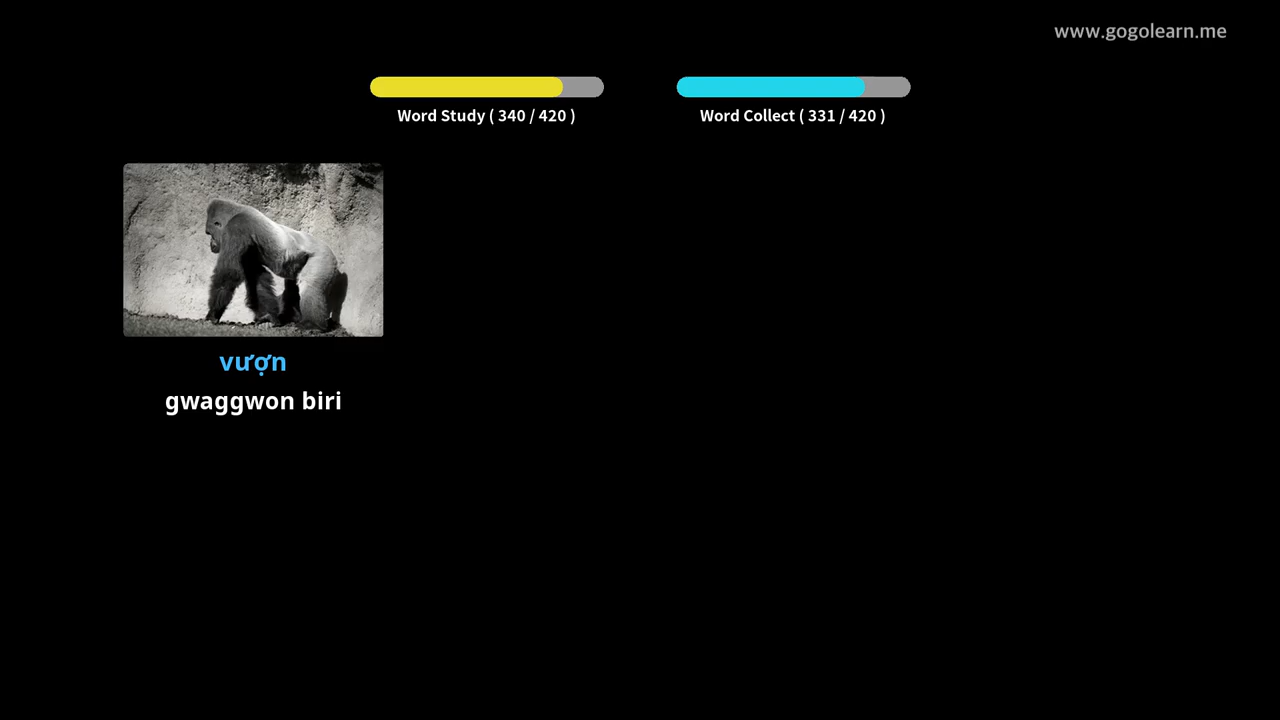 www.gogolearn.me
Word Study ( 340 / 420 )
Word Collect ( 331 / 420 )
vượn
gwaggwon biri